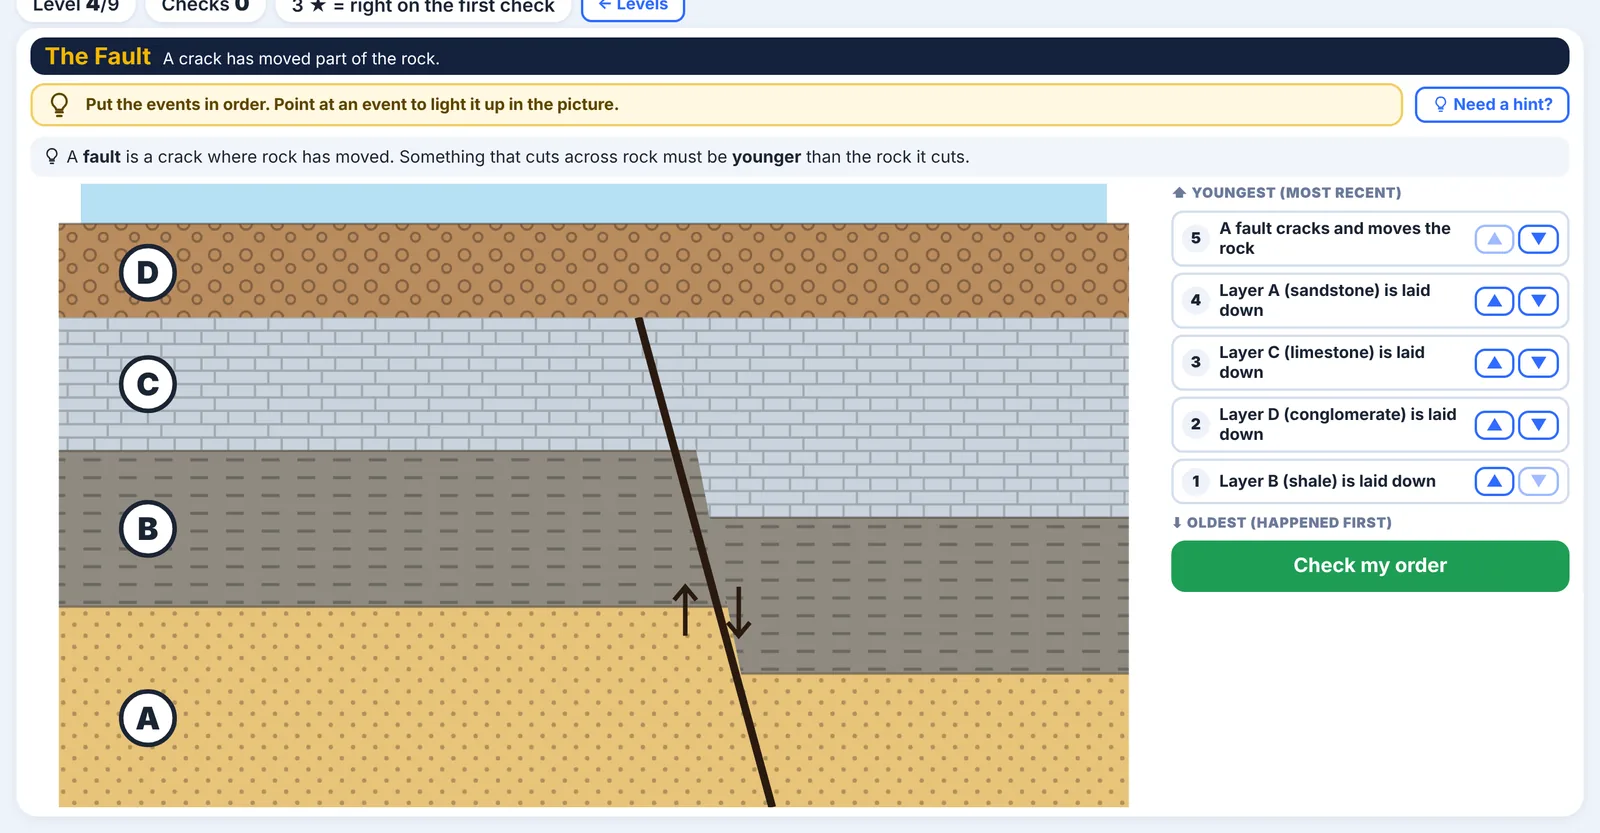 Level 4/9 Checks 0 3 ★ = right on the first check ← Levels
The Fault A crack has moved part of the rock.
Put the events in order. Point at an event to light it up in the picture.
Need a hint?
A fault is a crack where rock has moved. Something that cuts across rock must be younger than the rock it cuts.
D
C
B
A
YOUNGEST (MOST RECENT)
5 A fault cracks and moves the
rock
4 Layer A (sandstone) is laid
down
3 Layer C (limestone) is laid
down
2 Layer D (conglomerate) is laid
down
1 Layer B (shale) is laid down
OLDEST (HAPPENED FIRST)
Check my order